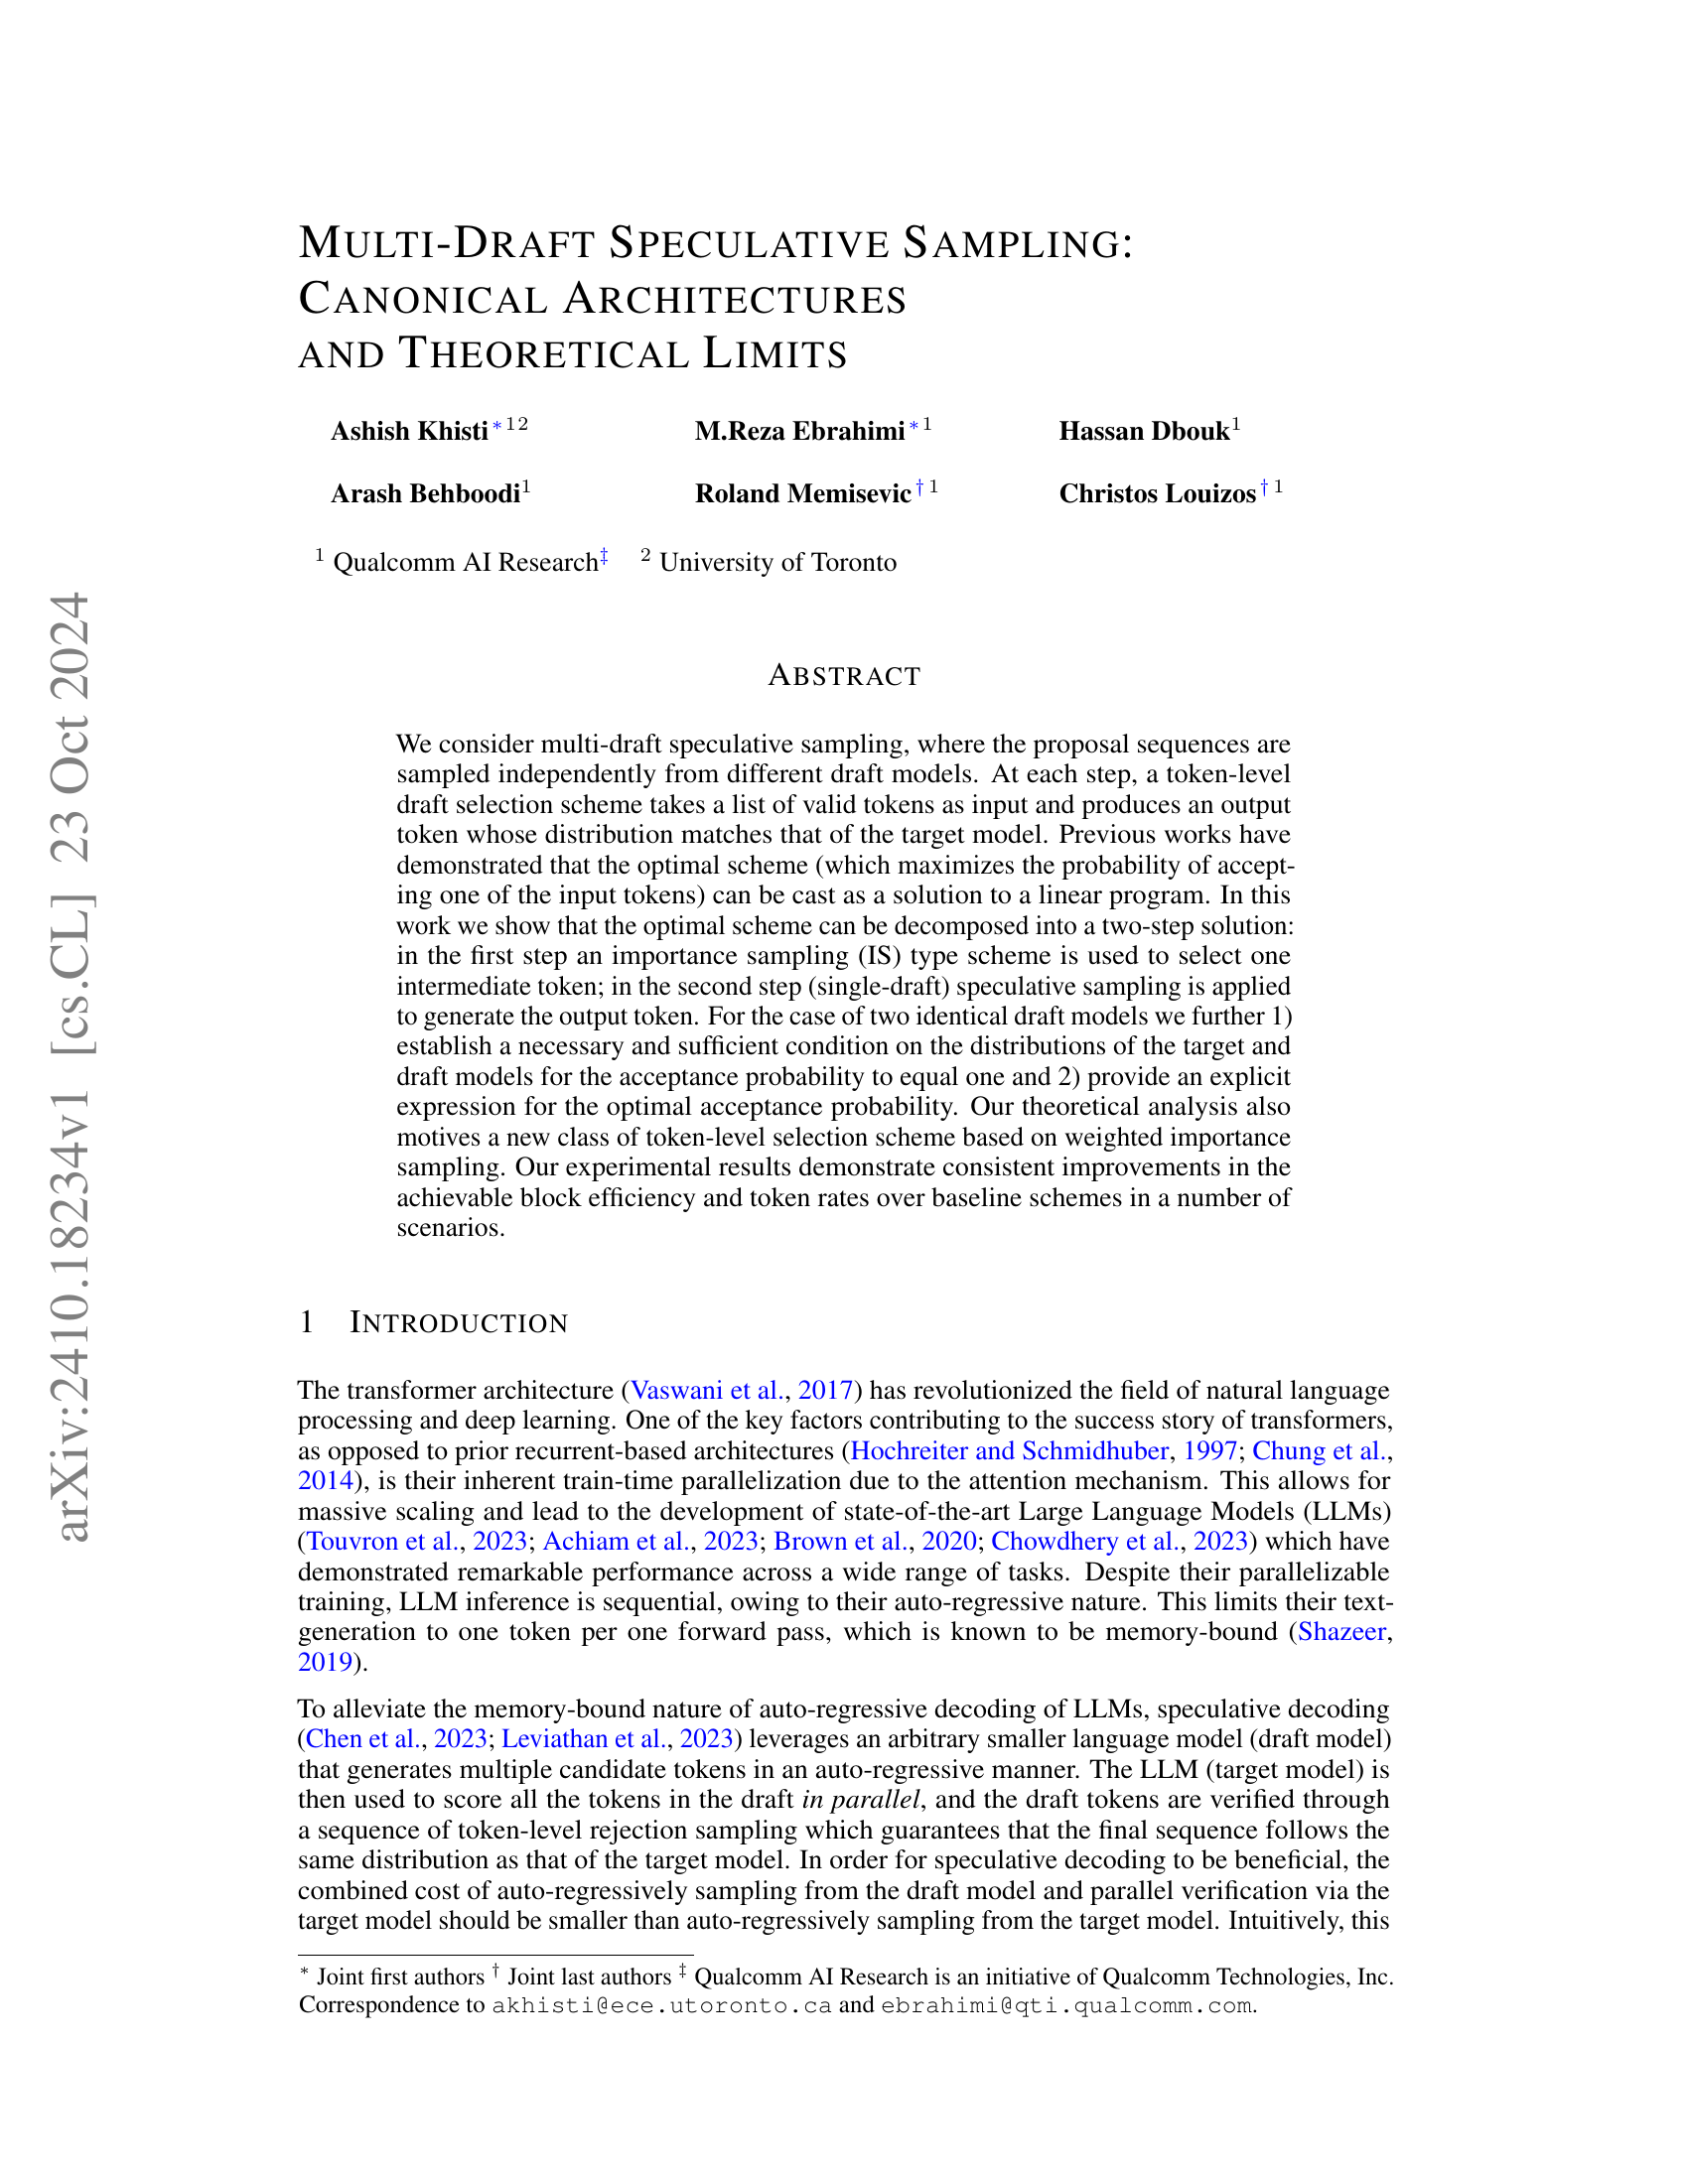 MULTI-DRAFT SPECULATIVE SAMPLING:
CANONICAL ARCHITECTURES
AND THEORETICAL LIMITS
Ashish Khisti * 1 2 M.Reza Ebrahimi * 1 Hassan Dbouk1
Arash Behboodi1 Roland Memisevic † 1 Christos Louizos † 1
1 Qualcomm AI Research‡ 2 University of Toronto
ABSTRACT
We consider multi-draft speculative sampling, where the proposal sequences are
sampled independently from different draft models. At each step, a token-level
draft selection scheme takes a list of valid tokens as input and produces an output
token whose distribution matches that of the target model. Previous works have
demonstrated that the optimal scheme (which maximizes the probability of accept-
ing one of the input tokens) can be cast as a solution to a linear program. In this
work we show that the optimal scheme can be decomposed into a two-step solution:
in the first step an importance sampling (IS) type scheme is used to select one
intermediate token; in the second step (single-draft) speculative sampling is applied
to generate the output token. For the case of two identical draft models we further 1)
establish a necessary and sufficient condition on the distributions of the target and
draft models for the acceptance probability to equal one and 2) provide an explicit
expression for the optimal acceptance probability. Our theoretical analysis also
motives a new class of token-level selection scheme based on weighted importance
sampling. Our experimental results demonstrate consistent improvements in the
achievable block efficiency and token rates over baseline schemes in a number of
scenarios.
1 INTRODUCTION
The transformer architecture (Vaswani et al., 2017) has revolutionized the field of natural language
processing and deep learning. One of the key factors contributing to the success story of transformers,
as opposed to prior recurrent-based architectures (Hochreiter and Schmidhuber, 1997; Chung et al.,
2014), is their inherent train-time parallelization due to the attention mechanism. This allows for
massive scaling and lead to the development of state-of-the-art Large Language Models (LLMs)
(Touvron et al., 2023; Achiam et al., 2023; Brown et al., 2020; Chowdhery et al., 2023) which have
demonstrated remarkable performance across a wide range of tasks. Despite their parallelizable
training, LLM inference is sequential, owing to their auto-regressive nature. This limits their text-
generation to one token per one forward pass, which is known to be memory-bound (Shazeer,
2019).
To alleviate the memory-bound nature of auto-regressive decoding of LLMs, speculative decoding
(Chen et al., 2023; Leviathan et al., 2023) leverages an arbitrary smaller language model (draft model)
that generates multiple candidate tokens in an auto-regressive manner. The LLM (target model) is
then used to score all the tokens in the draft in parallel, and the draft tokens are verified through
a sequence of token-level rejection sampling which guarantees that the final sequence follows the
same distribution as that of the target model. In order for speculative decoding to be beneficial, the
combined cost of auto-regressively sampling from the draft model and parallel verification via the
target model should be smaller than auto-regressively sampling from the target model. Intuitively, this
* Joint first authors † Joint last authors ‡ Qualcomm AI Research is an initiative of Qualcomm Technologies, Inc.
Correspondence to akhisti@ece.utoronto.ca and ebrahimi@qti.qualcomm.com.
arXiv:2410.18234v1 [cs.CL] 23 Oct 2024